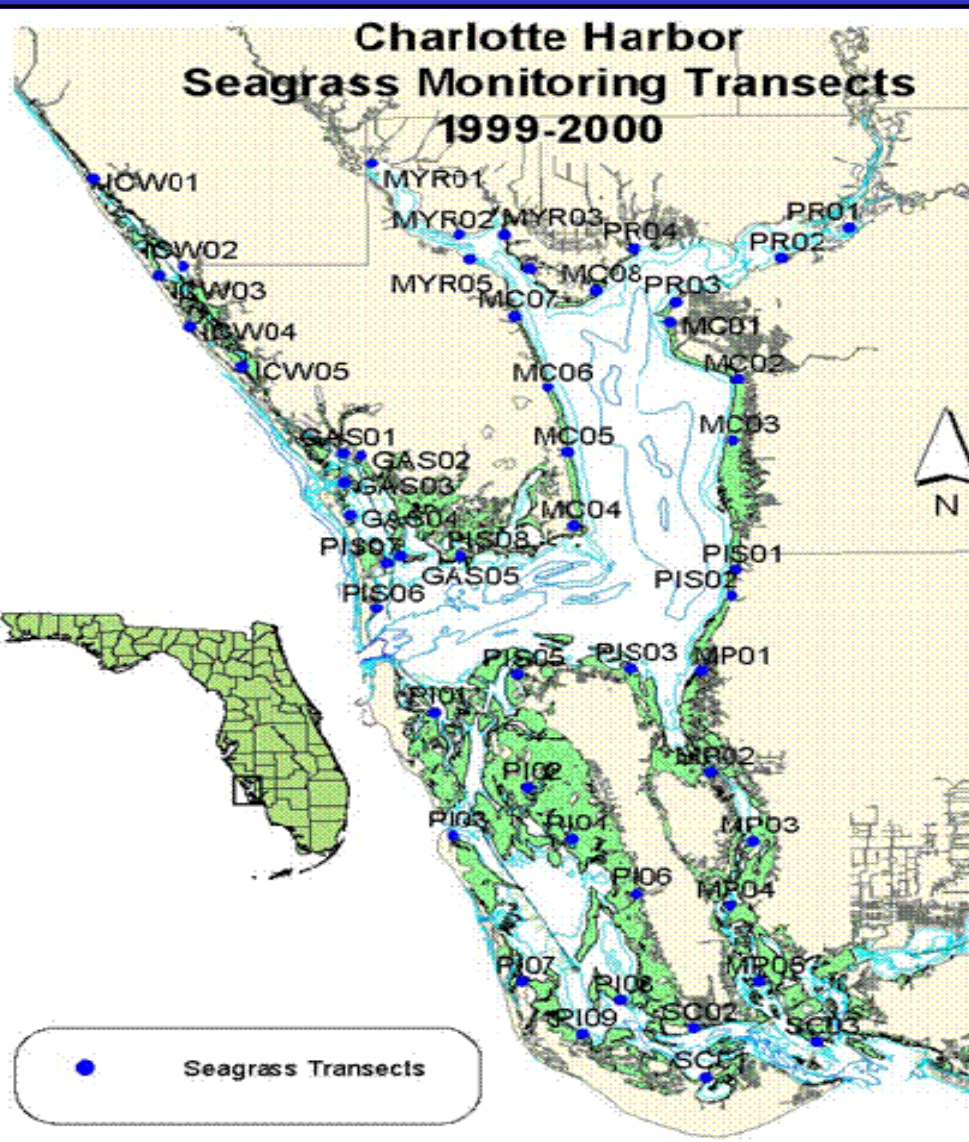 Charlotte Harbor
Seagrass Monitoring Transects
1999-2000
ICW01
MYR01
MYR02
MYR03
PR01
PR04
PR02
ICW02
MYR05
MC08
PR03
ICW03
MC07
MC01
ICW04
MC02
ICW05
MC06
MC03
GAS01
MC05
GAS02
GAS03
MC04
GAS04
N
PIS07
PIS08
PIS01
GAS05
PIS02
PIS06
PIS05
PIS03
MP01
PI01
MP02
PI02
PI03
PI04
MP03
PI06
MP04
PI07
MP05
PI08
SC02
PI09
SC03
Seagrass Transects